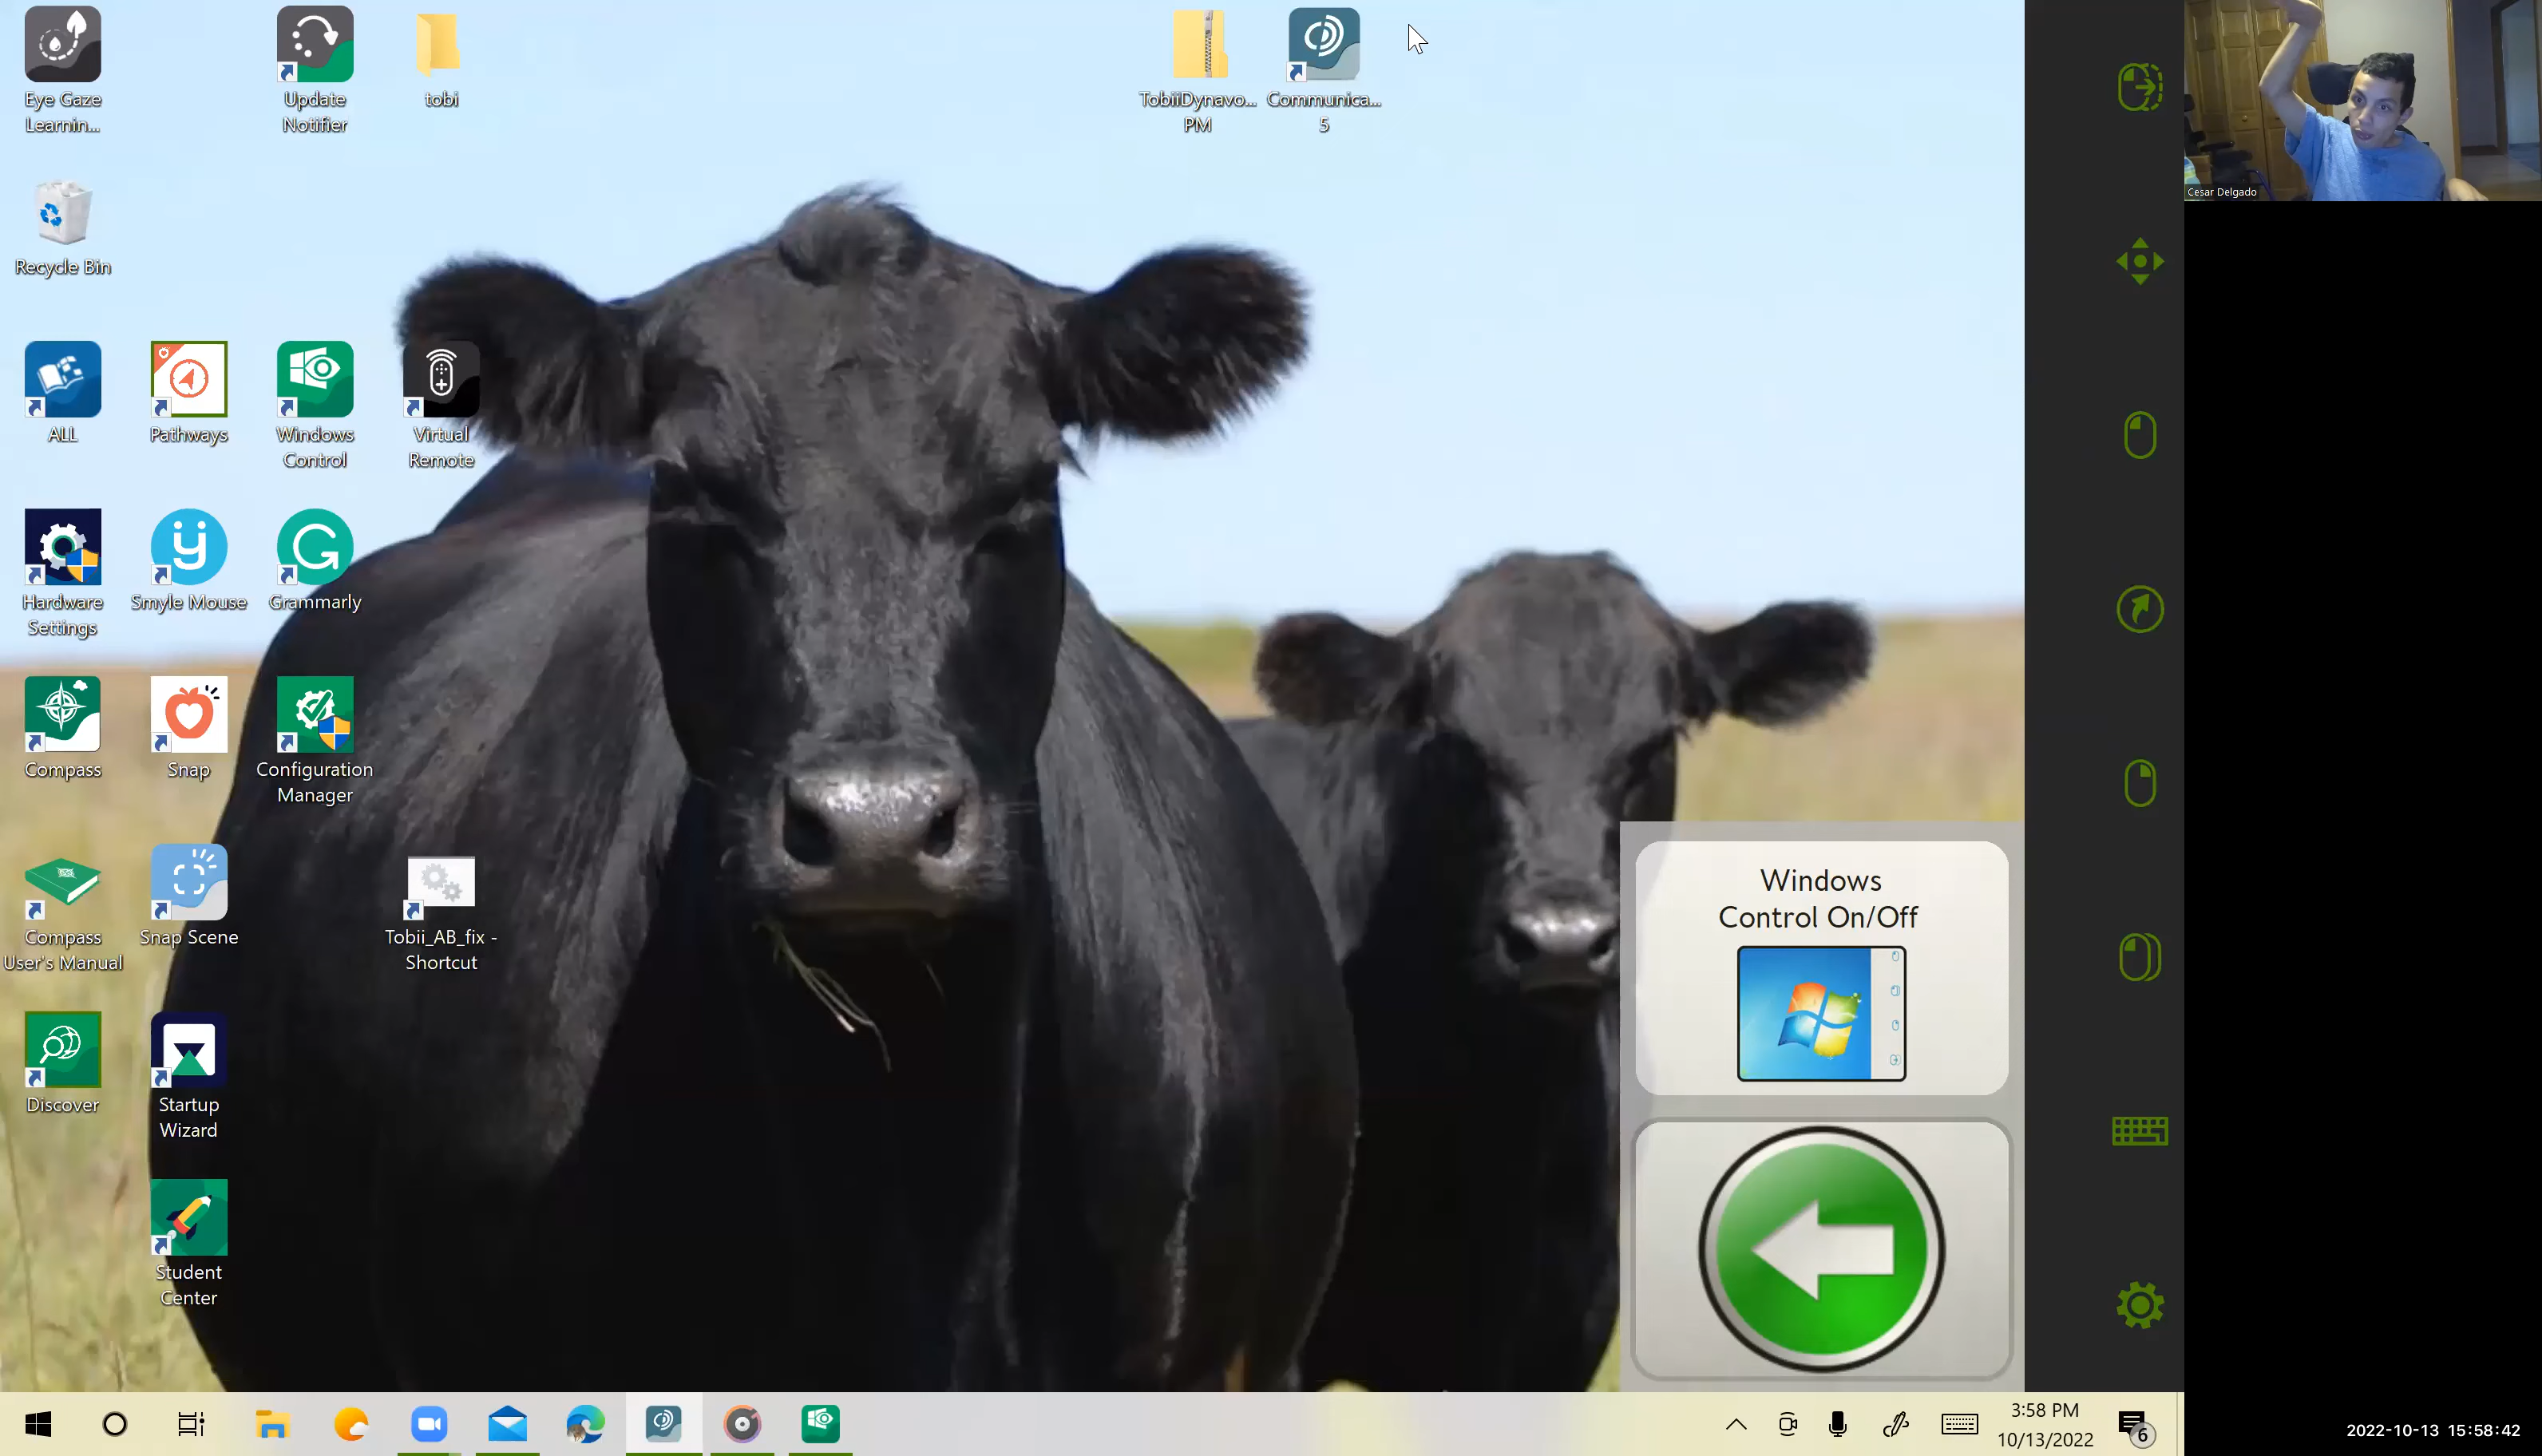 Eye Gaze
Learnin...
Update
Notifier
tobi
TobiiDynavo...
PM
Communica...
5
Cesar Delgado
Recycle Bin
ALL
Pathways
Windows
Control
Virtual
Remote
Hardware
Settings
Smyle Mouse
Grammarly
Compass
Snap
Configuration
Manager
Compass
User's Manual
Snap Scene
Tobii_AB_fix -
Shortcut
Windows
Control On/Off
Discover
Startup
Wizard
Student
Center
3:58 PM
10/13/2022
6
2022-10-13 15:58:42